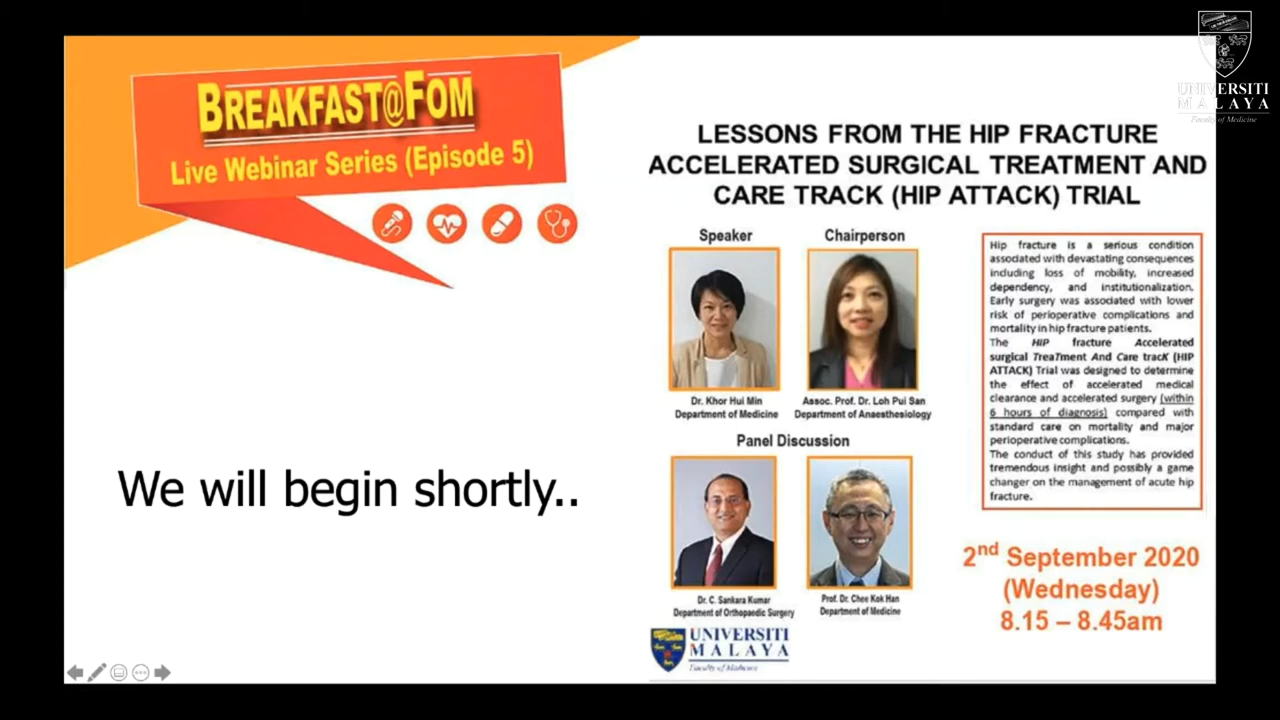 BREAKFAST@FOM
Live Webinar Series (Episode 5)
We will begin shortly..
UNIVERSITI
MALAYA
Faculty of Medicine
LESSONS FROM THE HIP FRACTURE
ACCELERATED SURGICAL TREATMENT AND
CARE TRACK (HIP ATTACK) TRIAL
Speaker
Dr. Khor Hui Min
Department of Medicine
Chairperson
Assoc. Prof. Dr. Loh Pui San
Department of Anaesthesiology
Panel Discussion
Dr. C. Sankara Kumar
Department of Orthopaedic Surgery
Prof. Dr. Chee Kok Han
Department of Medicine
Hip fracture is a serious condition
associated with devastating consequences
including loss of mobility, increased
dependency, and institutionalization.
Early surgery was associated with lower
risk of perioperative complications and
mortality in hip fracture patients.
The HIP fracture Accelerated
surgical TreaTment And Care tracK (HIP
ATTACK) Trial was designed to determine
the effect of accelerated medical
clearance and accelerated surgery (within
6 hours of diagnosis) compared with
standard care on mortality and major
perioperative complications.
The conduct of this study has provided
tremendous insight and possibly a game
changer on the management of acute hip
fracture.
2nd September 2020
(Wednesday)
8.15 – 8.45am
UNIVERSITI
MALAYA
Faculty of Medicine